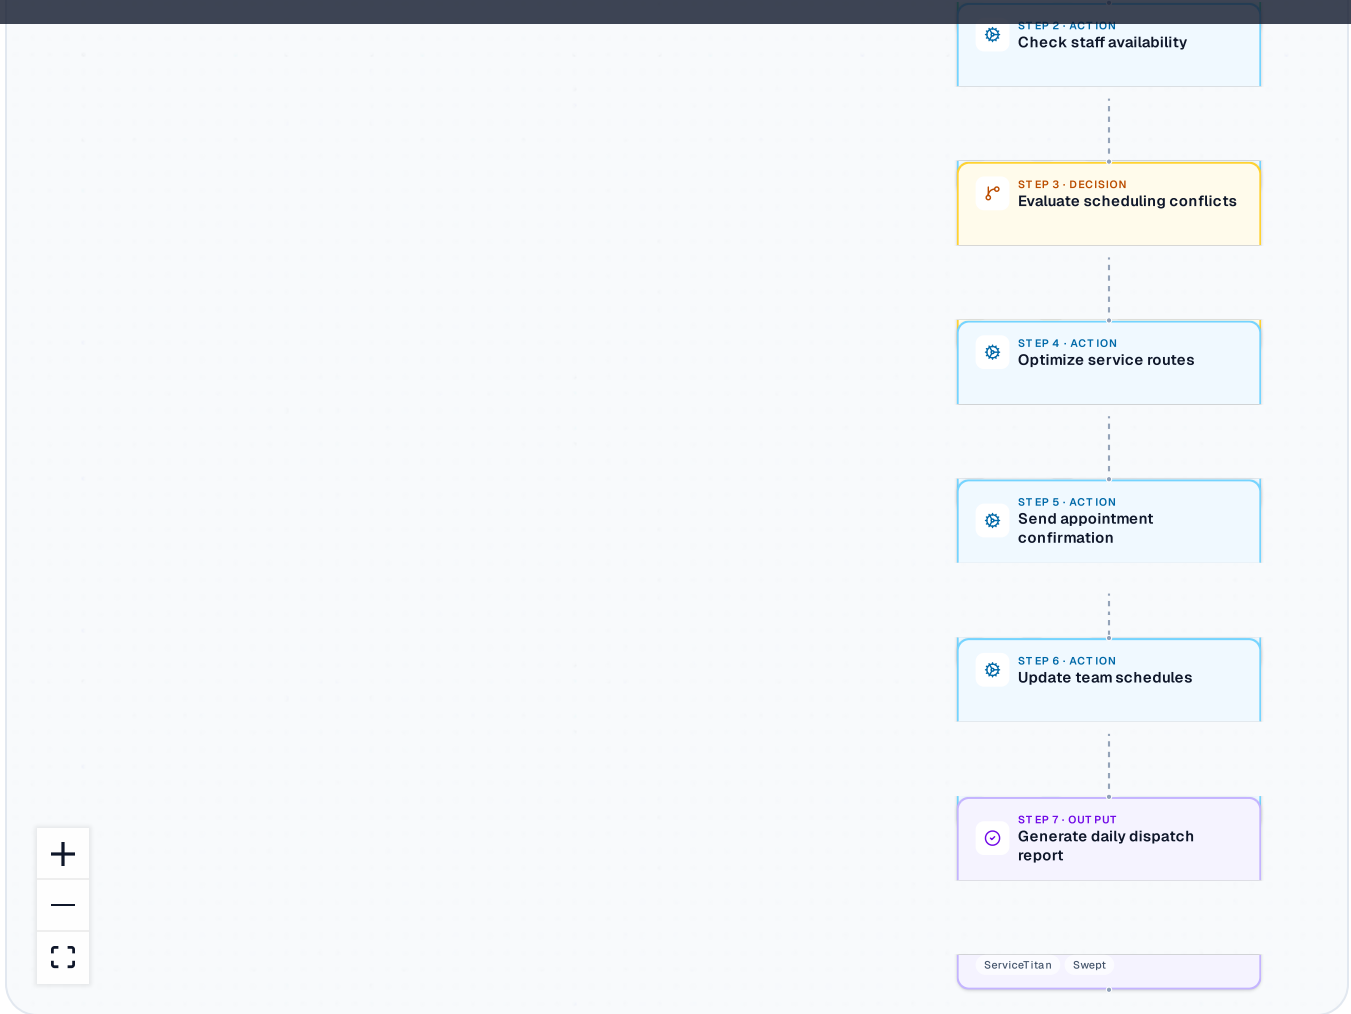 STEP 2 · ACTION
Check staff availability
STEP 3 · DECISION
Evaluate scheduling conflicts
STEP 4 · ACTION
Optimize service routes
STEP 5 · ACTION
Send appointment
confirmation
STEP 6 · ACTION
Update team schedules
STEP 7 · OUTPUT
Generate daily dispatch
report
ServiceTitan Swept